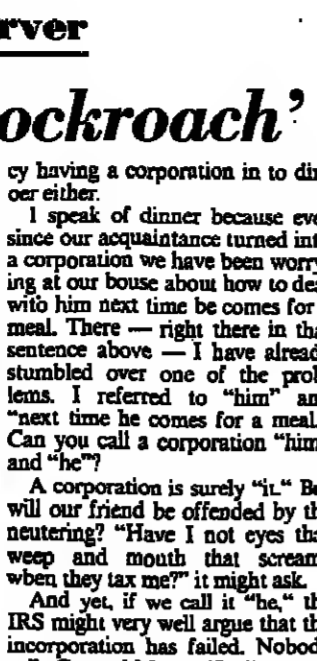 rver
ockroach'
cy having a corporation in to din
oer either.
I speak of dinner because eve
since our acquaintance turned int
a corporation we have been worry
ing at our bouse about how to dea
with him next time be comes for
meal. There — right there in tha
sentence above — I have alread
stumbled over one of the prob
lems. I referred to "him" an
"next time he comes for a meal.
Can you call a corporation "him
and "he"?
A corporation is surely "it." Bu
will our friend be offended by th
neutering? "Have I not eyes tha
weep and mouth that scream
when they tax me?" it might ask.
And yet, if we call it "he," th
IRS might very well argue that th
incorporation has failed. Nobod